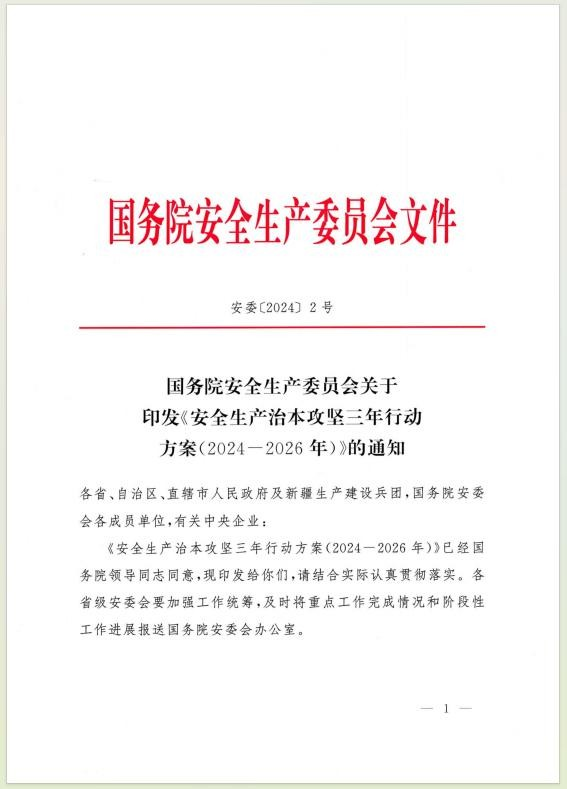 国务院安全生产委员会文件
安委〔2024〕2号
国务院安全生产委员会关于
印发《安全生产治本攻坚三年行动
方案(2024—2026年)》的通知
各省、自治区、直辖市人民政府及新疆生产建设兵团，国务院安委
会各成员单位，有关中央企业：
《安全生产治本攻坚三年行动方案(2024—2026年)》已经国
务院领导同志同意，现印发给你们，请结合实际认真贯彻落实。各
省级安委会要加强工作统筹，及时将重点工作完成情况和阶段性
工作进展报送国务院安委会办公室。
— 1 —